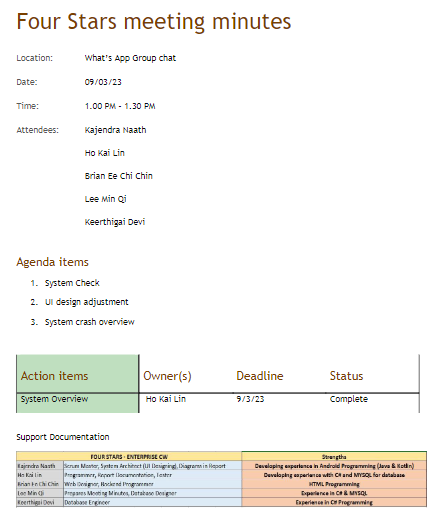 Four Stars meeting minutes
Location: What's App Group chat
Date: 09/03/23
Time: 1.00 PM - 1.30 PM
Attendees: Kajendra Naath
Ho Kai Lin
Brian Ee Chi Chin
Lee Min Qi
Keerthigai Devi
Agenda items
1. System Check
2. UI design adjustment
3. System crash overview
Action items Owner(s) Deadline Status
System Overview Ho Kai Lin 9/3/23 Complete
Support Documentation
FOUR STARS - ENTERPRISE CW Strengths
Kajendra Naath Scrum Master, System Architect (UI Designing), Diagrams in Report Developing experience in Android Programming (Java & Kotlin)
Ho Kai Lin Programmer, Report Documentation, Tester Developing experience with C# and MYSQL for database
Brian Ee Chi Chin Web Designer, Backend Programmer HTML Programming
Lee Min Qi Prepares Meeting Minutes, Database Designer Experience in C# & MYSQL
Keerthigai Devi Database Engineer Experience in C# Programming